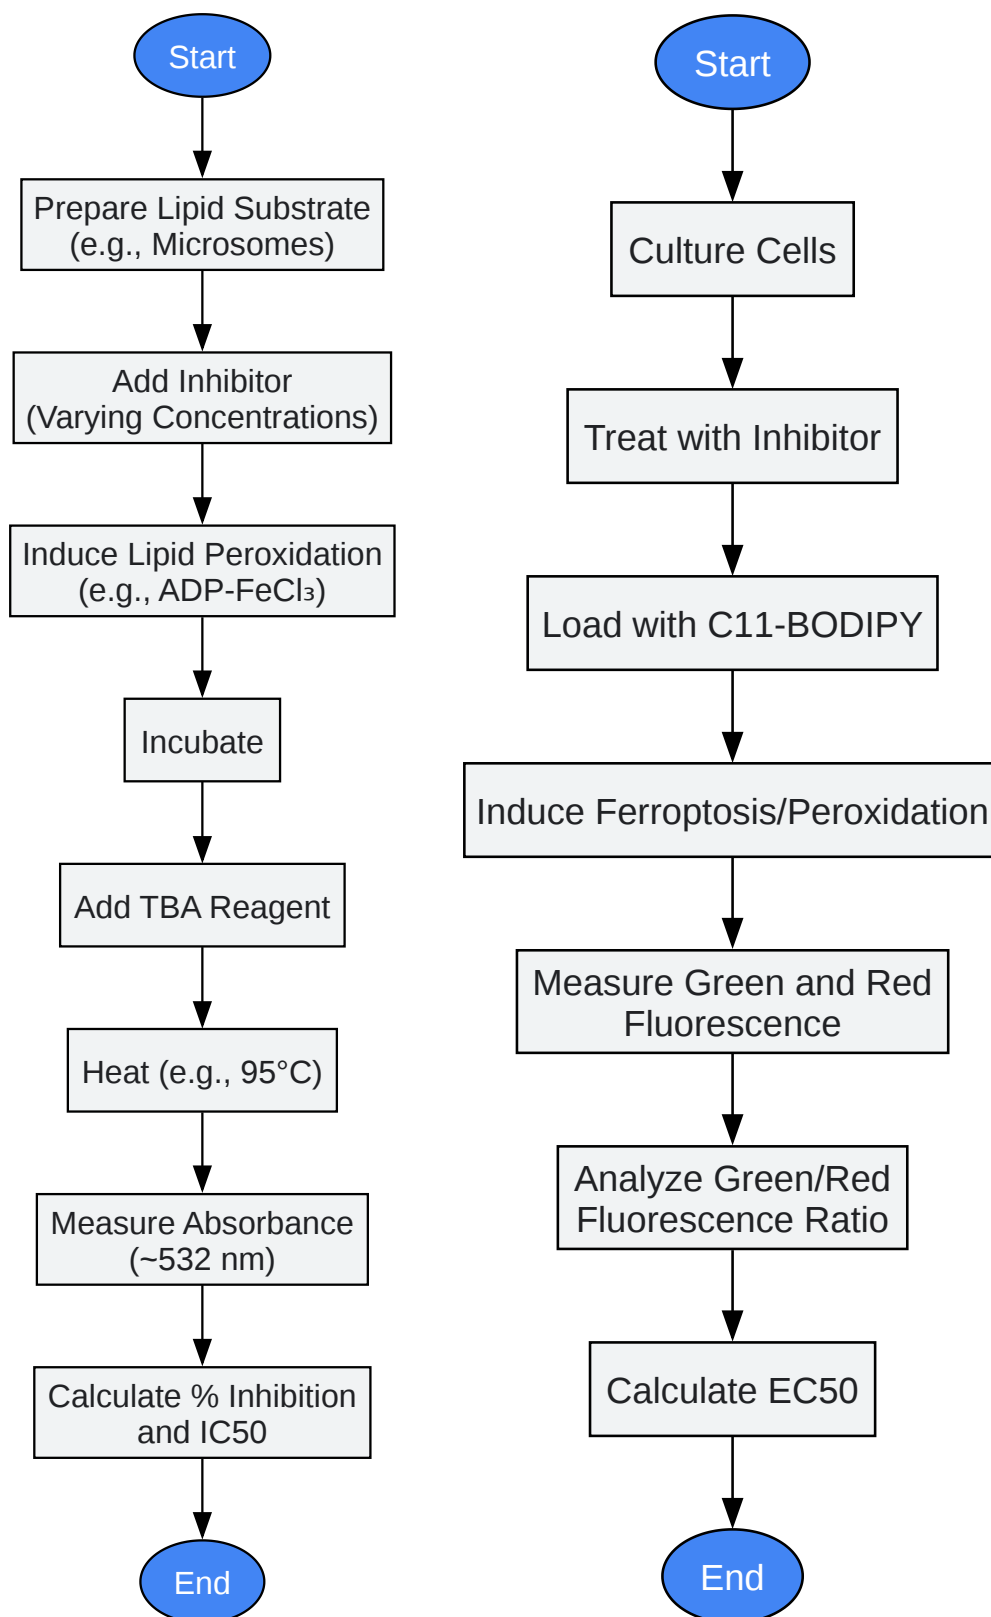 Start
Prepare Lipid Substrate
(e.g., Microsomes)
Add Inhibitor
(Varying Concentrations)
Induce Lipid Peroxidation
(e.g., ADP-FeCl₃)
Incubate
Add TBA Reagent
Heat (e.g., 95°C)
Measure Absorbance
(~532 nm)
Calculate % Inhibition
and IC50
End
Start
Culture Cells
Treat with Inhibitor
Load with C11-BODIPY
Induce Ferroptosis/Peroxidation
Measure Green and Red
Fluorescence
Analyze Green/Red
Fluorescence Ratio
Calculate EC50
End